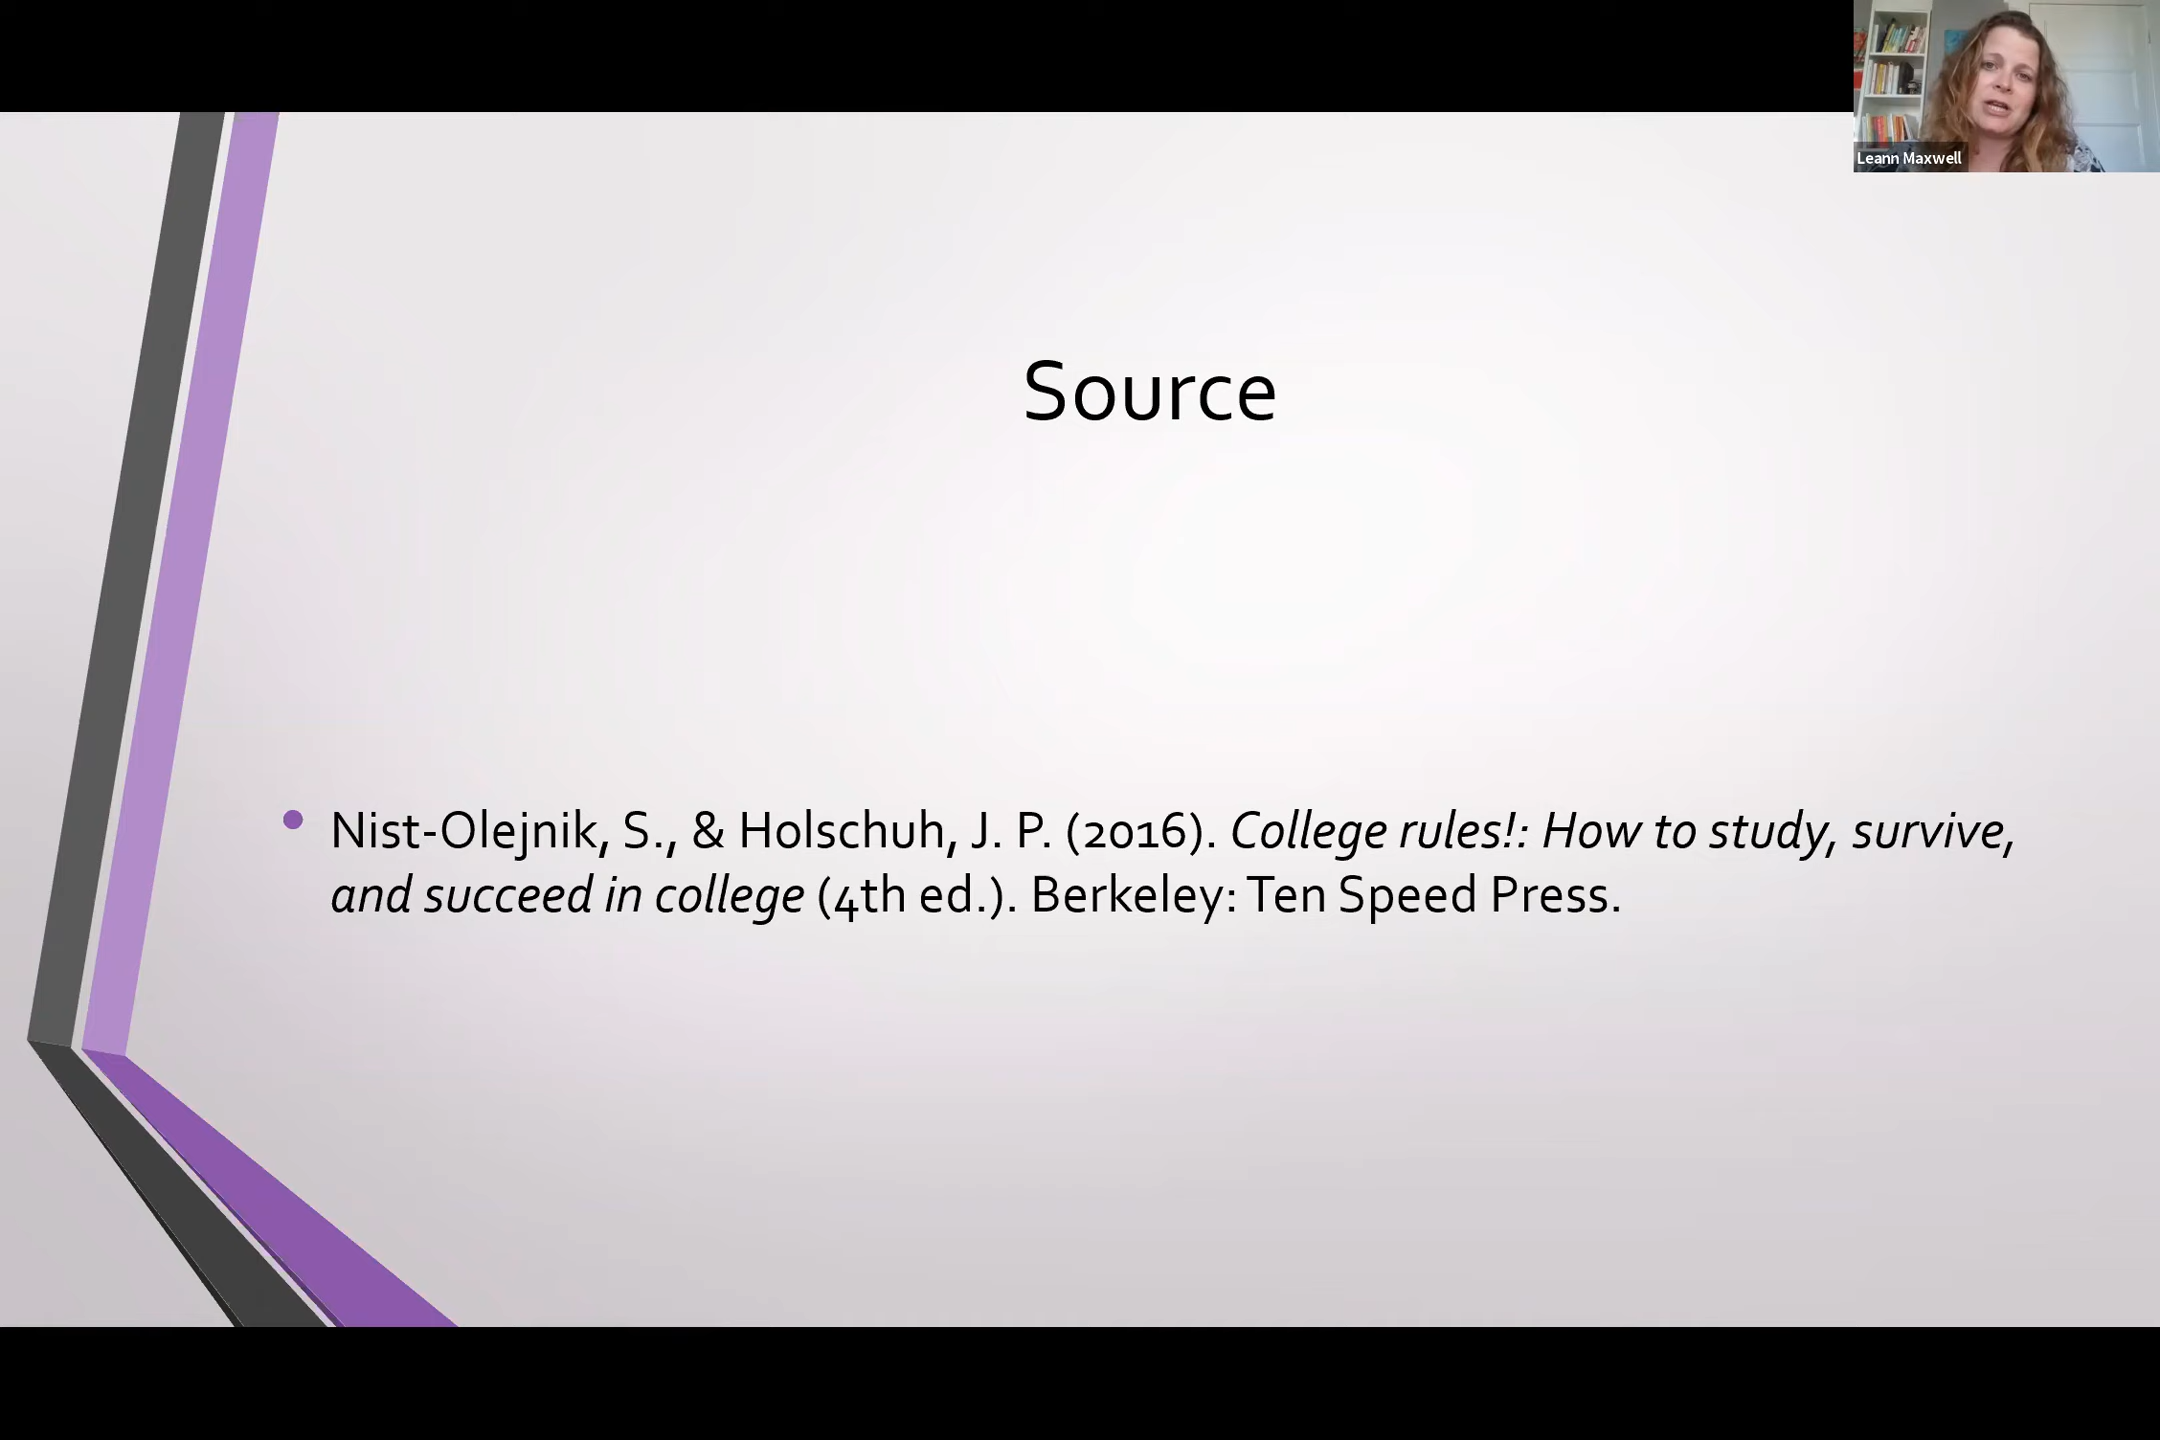 Leann Maxwell
Source
• Nist-Olejnik, S., & Holschuh, J. P. (2016). College rules!: How to study, survive,
and succeed in college (4th ed.). Berkeley: Ten Speed Press.